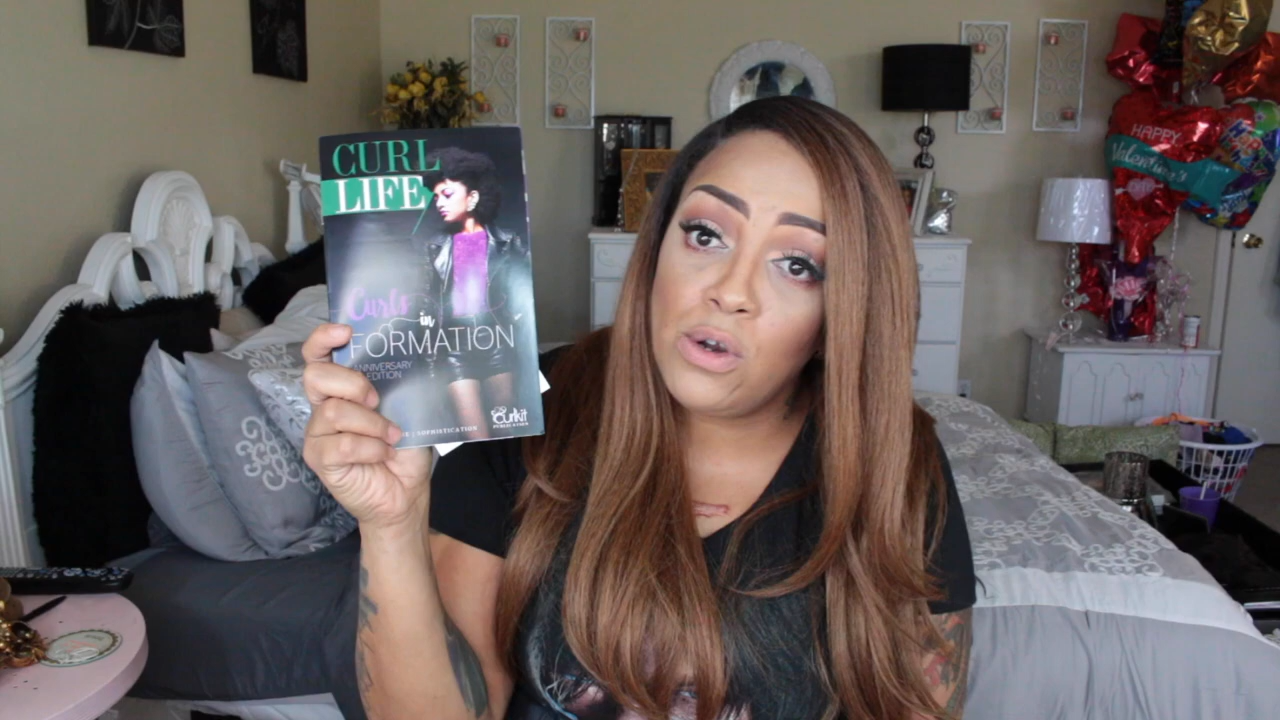 CURL
LIFE
Curls
in
FORMATION
ANNIVERSARY
EDITION
SOPHISTICATION
curlkit
HAPPY
Valentine's